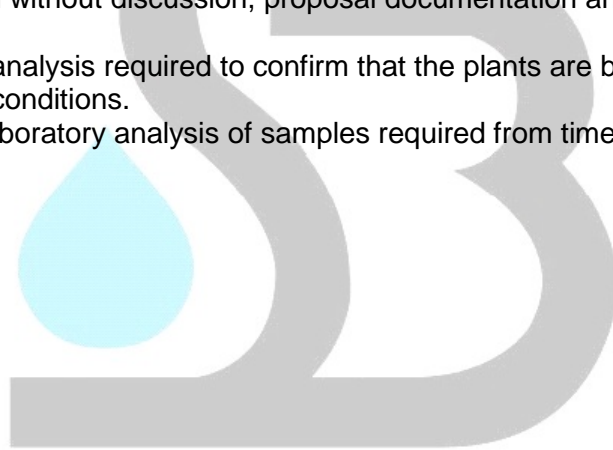 without discussion, proposal documentation
analysis required to confirm that the plants are
conditions.
boratory analysis of samples required from time